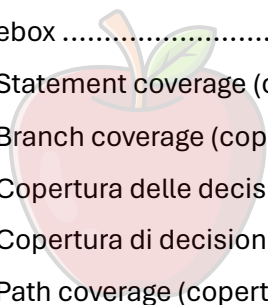 ebox ..........................
Statement coverage (
Branch coverage (cop
Copertura delle decis
Copertura di decision
Path coverage (copert